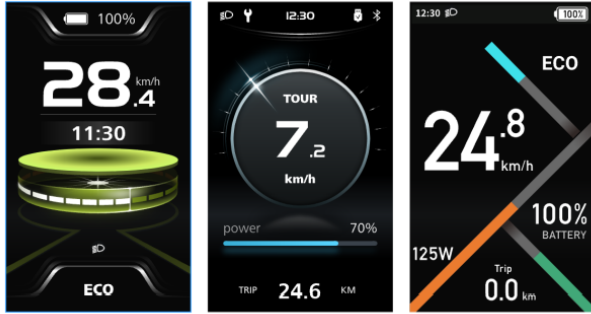 100%
28.4 km/h
11:30
ECO
12:30
TOUR
7.2
km/h
power 70%
TRIP 24.6 KM
12:30 100%
ECO
24.8 km/h
100%
BATTERY
125W
Trip
0.0 km